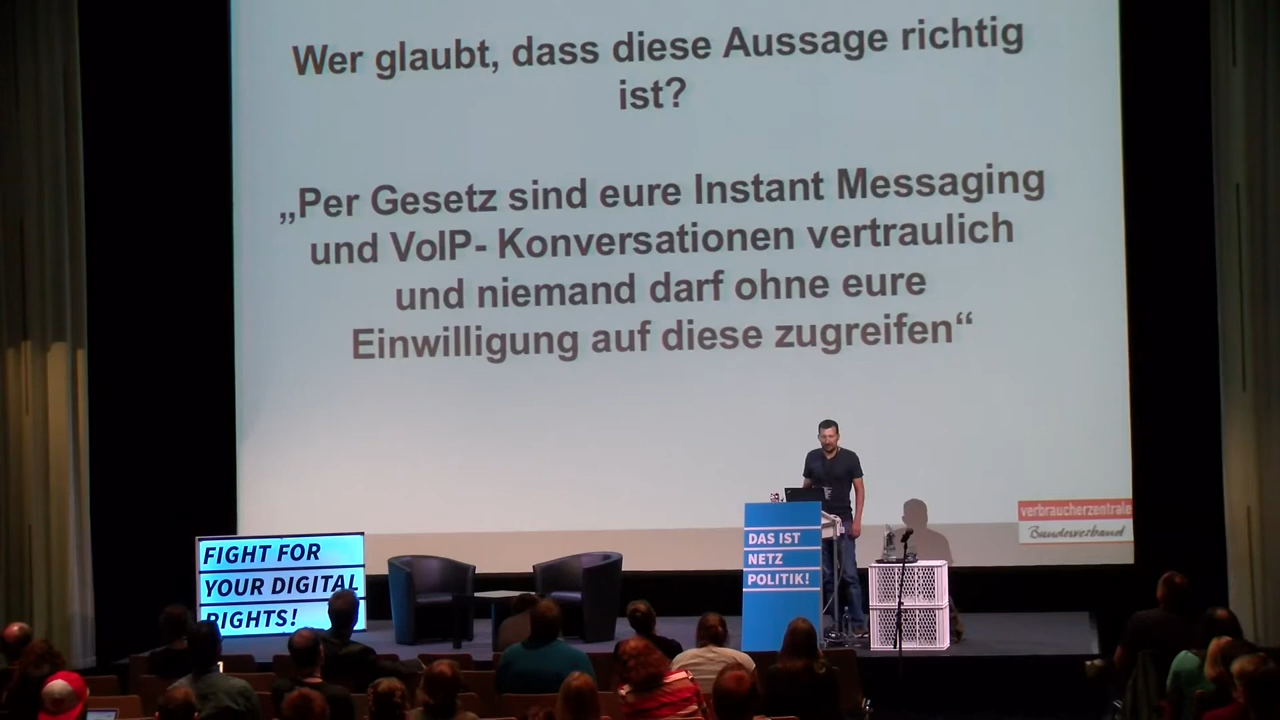 Wer glaubt, dass diese Aussage richtig
ist?
„Per Gesetz sind eure Instant Messaging
und VoIP- Konversationen vertraulich
und niemand darf ohne eure
Einwilligung auf diese zugreifen“
verbraucherzentrale
Bundesverband
DAS IST
NETZ
POLITIK!
FIGHT FOR
YOUR DIGITAL
RIGHTS!